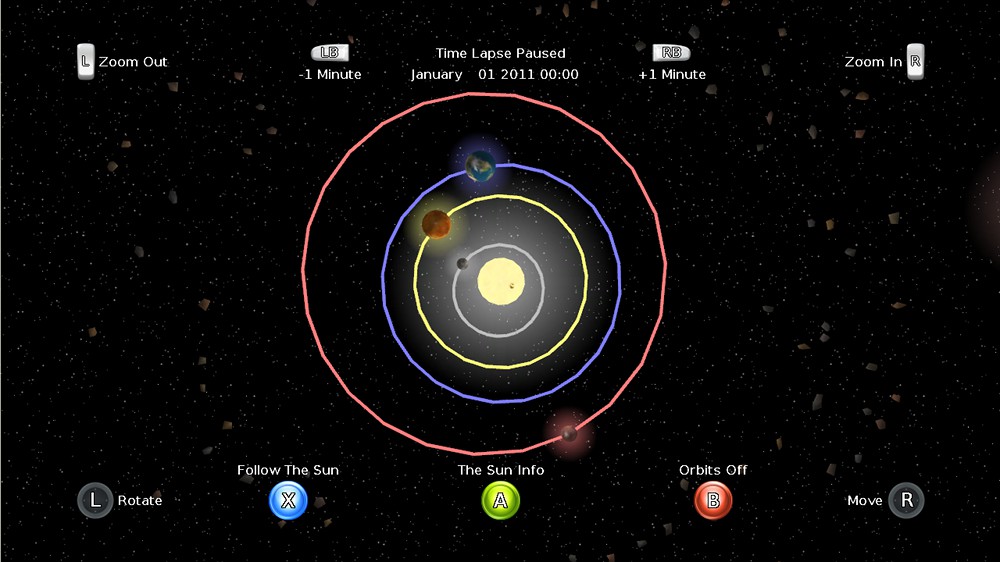 L Zoom Out
LB
-1 Minute
Time Lapse Paused
January 01 2011 00:00
RB
+1 Minute
Zoom In R
Follow The Sun
The Sun Info
Orbits Off
L Rotate
X
A
B
Move R